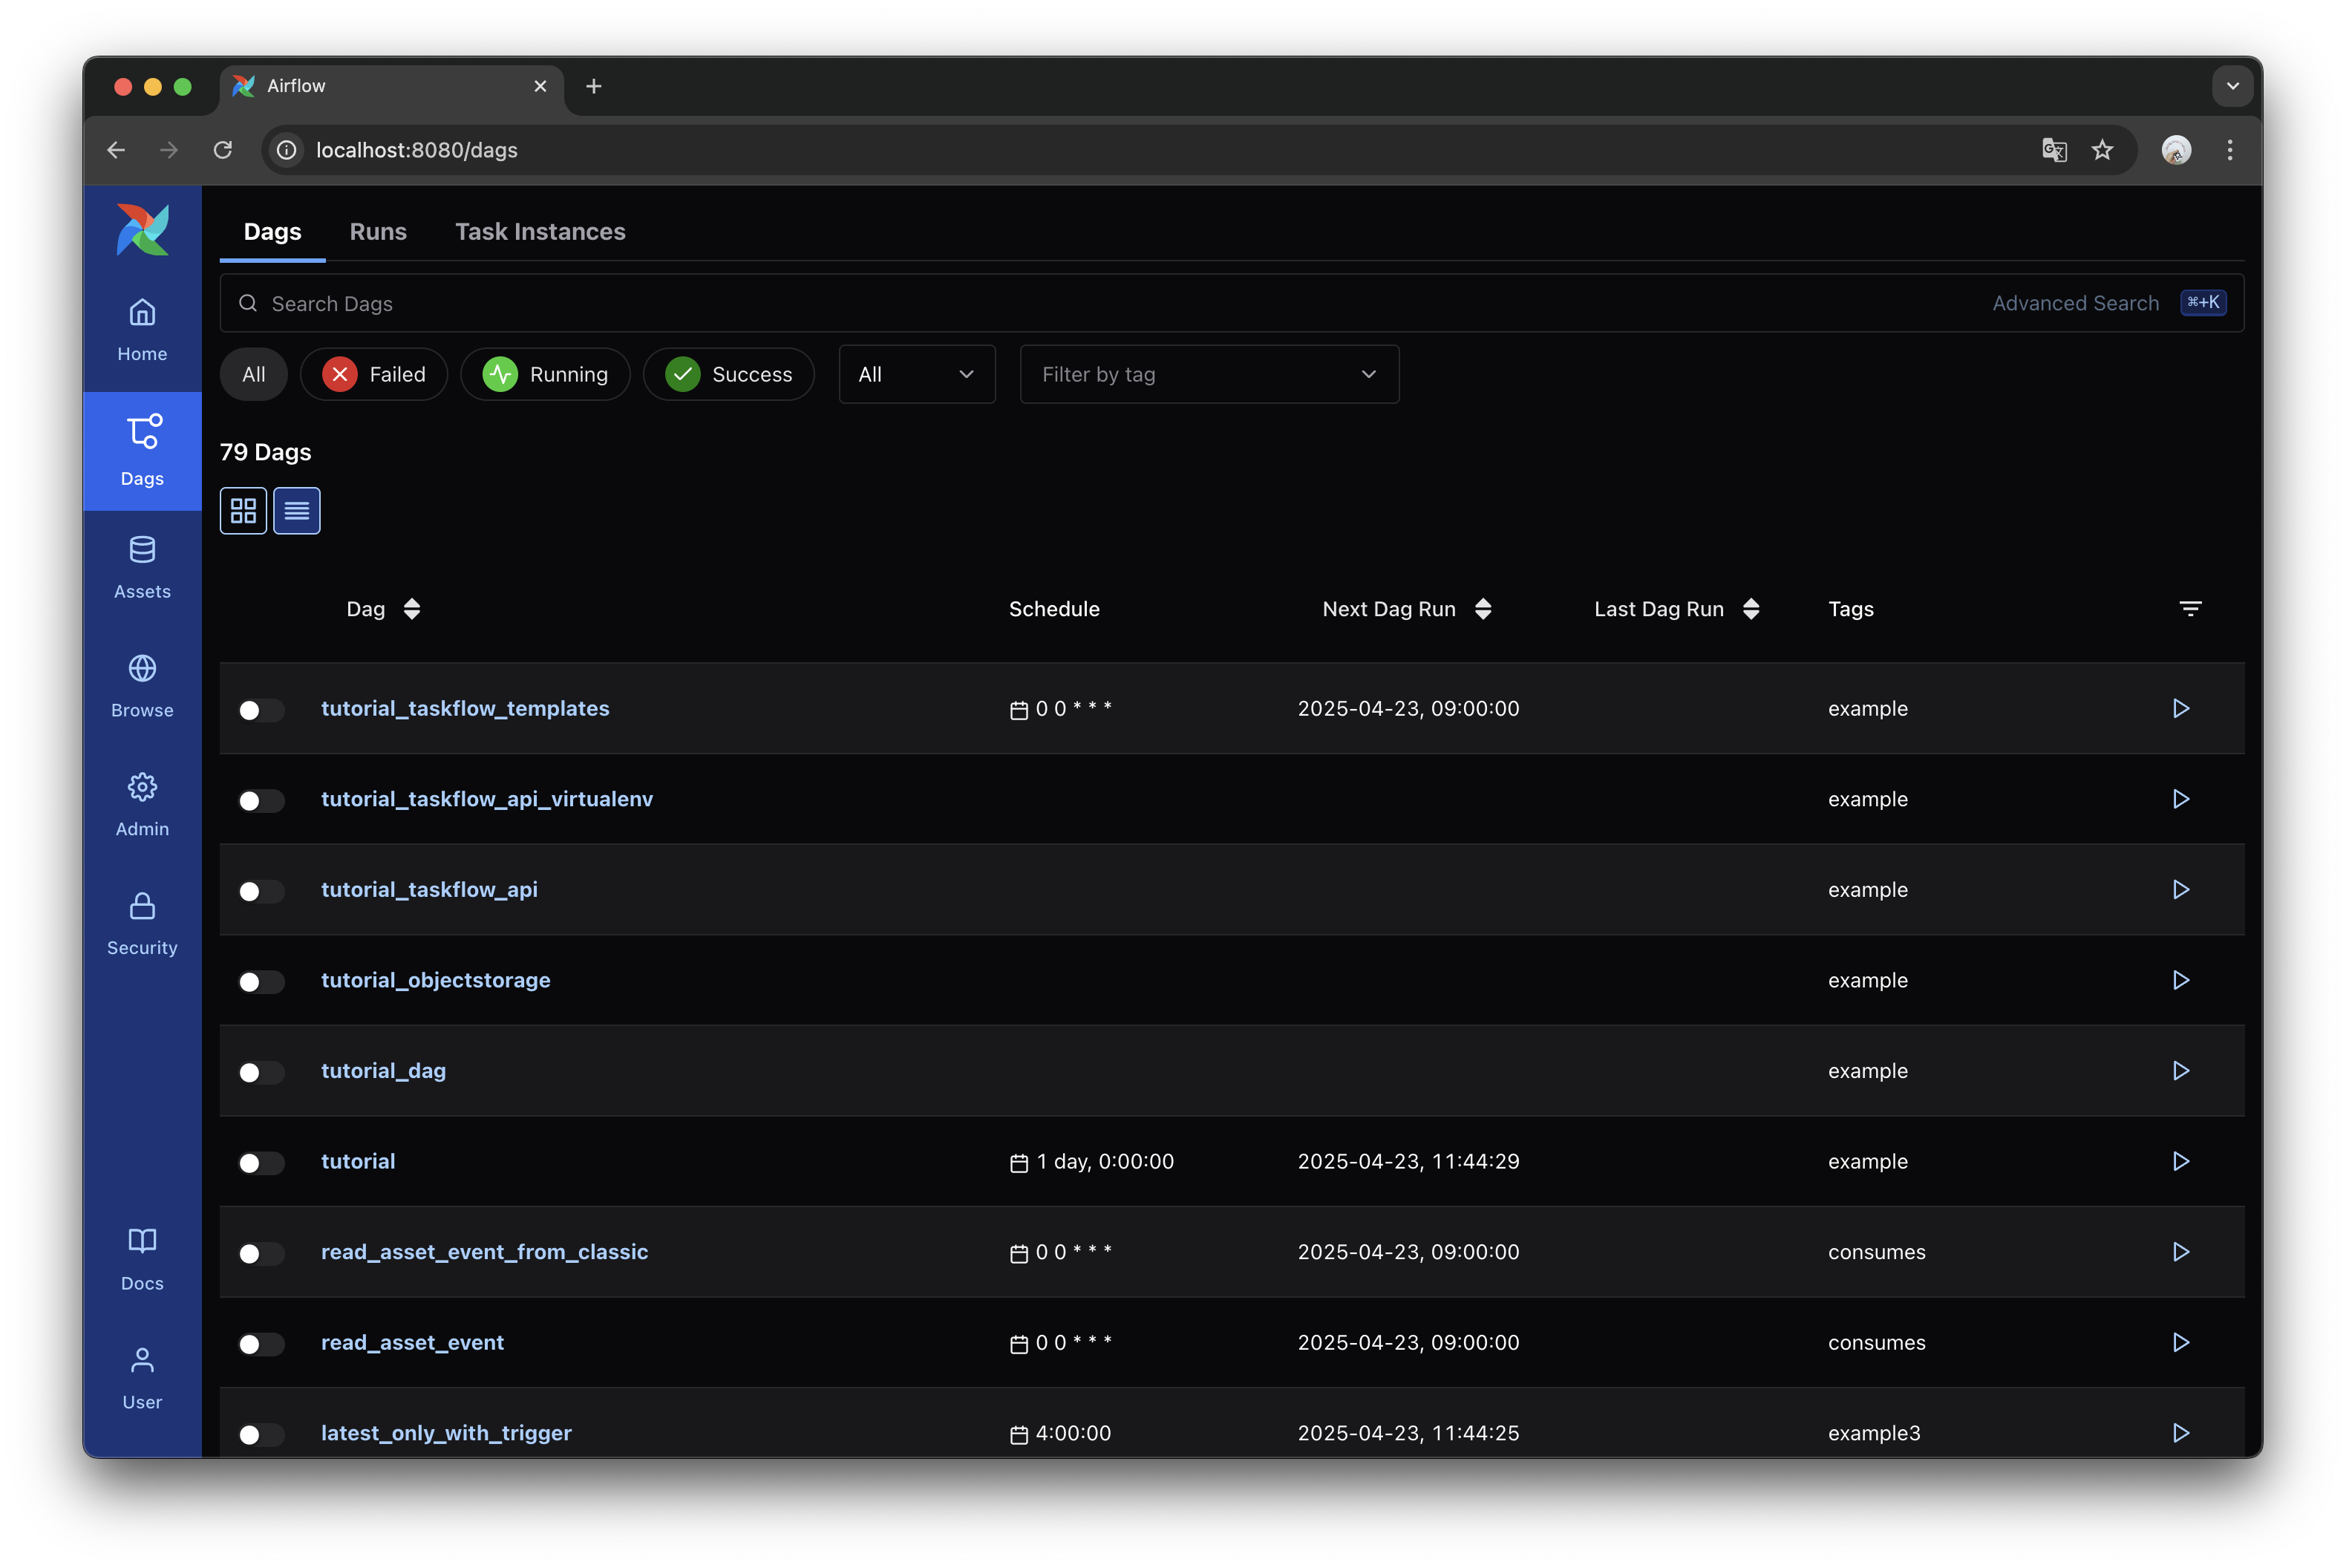 Airflow
localhost:8080/dags
Dags Runs Task Instances
Search Dags Advanced Search ⌘+K
All Failed Running Success All Filter by tag
79 Dags
Dag Schedule Next Dag Run Last Dag Run Tags
tutorial_taskflow_templates 0 0 * * * 2025-04-23, 09:00:00 example
tutorial_taskflow_api_virtualenv example
tutorial_taskflow_api example
tutorial_objectstorage example
tutorial_dag example
tutorial 1 day, 0:00:00 2025-04-23, 11:44:29 example
read_asset_event_from_classic 0 0 * * * 2025-04-23, 09:00:00 consumes
read_asset_event 0 0 * * * 2025-04-23, 09:00:00 consumes
latest_only_with_trigger 4:00:00 2025-04-23, 11:44:25 example3
Home
Dags
Assets
Browse
Admin
Security
Docs
User